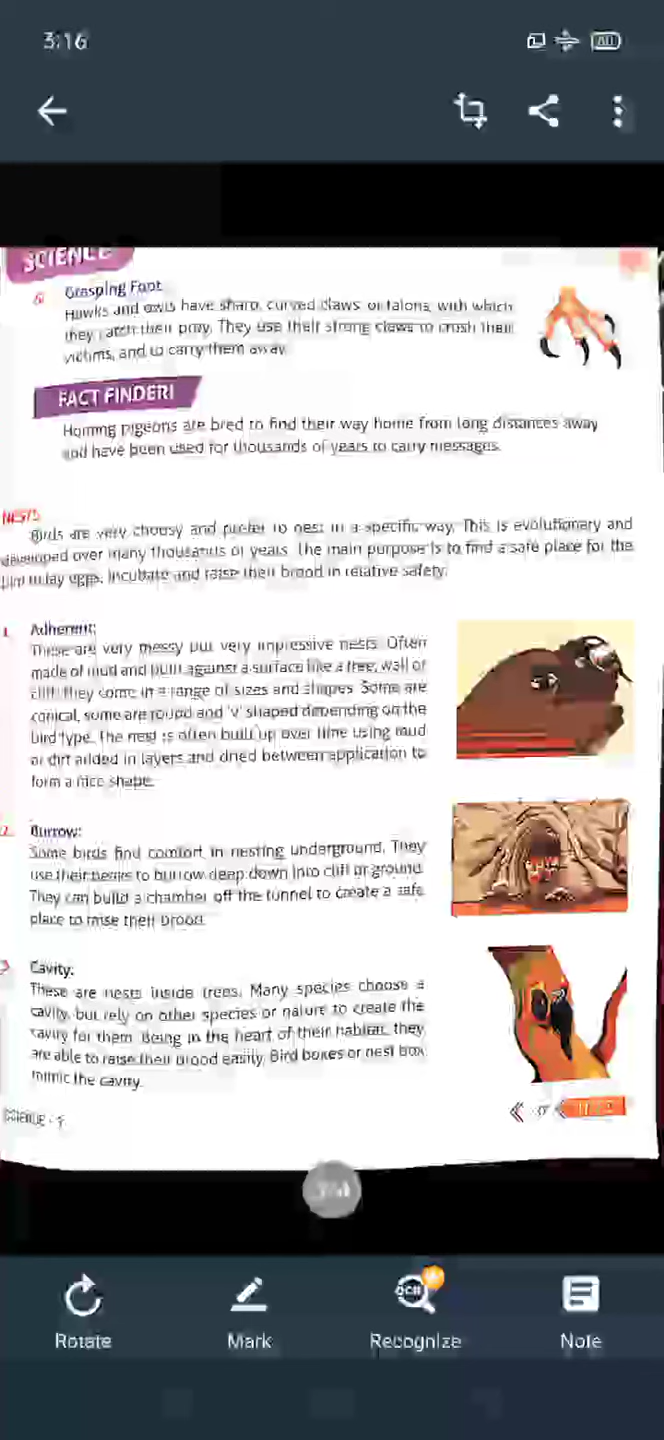 3:16
SCIENCE
Grasping Foot
Hawks and owls have sharp, curved claws, or talons, with which
they catch their prey. They use their strong claws to crush their
victims, and to carry them away.
FACT FINDER!
Homing pigeons are bred to find their way home from long distances away
and have been used for thousands of years to carry messages.
NESTS
Birds are very choosy and prefer to nest in a specific way. This is evolutionary and
developed over many thousands of years. The main purpose is to find a safe place for the
bird to lay eggs, incubate and raise their brood in relative safety.
1. Adherent:
These are very messy but very impressive nests. Often
made of mud and built against a surface like a tree, wall or
cliff, they come in a range of sizes and shapes. Some are
conical, some are round and 'v' shaped depending on the
bird type. The nest is often built up over time using mud
or dirt added in layers and dried between application to
form a nice shape.
2. Burrow:
Some birds find comfort in nesting underground. They
use their beaks to burrow deep down into cliff or ground.
They can build a chamber off the tunnel to create a safe
place to raise their brood.
3. Cavity:
These are nests inside trees. Many species choose a
cavity, but rely on other species or nature to create the
cavity for them. Being in the heart of their habitat, they
are able to raise their brood easily. Bird boxes or nest box
mimic the cavity.
SCIENCE - 5
OCR
Rotate
Mark
Recognize
Note